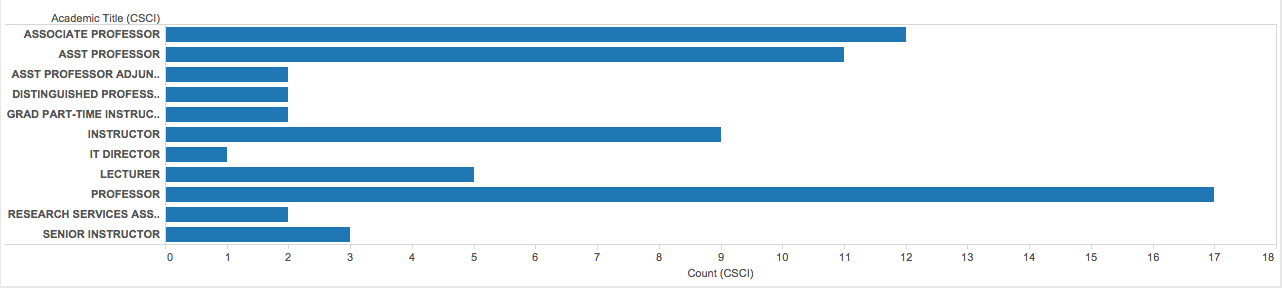 Academic Title (CSCI)
ASSOCIATE PROFESSOR
ASST PROFESSOR
ASST PROFESSOR ADJUN..
DISTINGUISHED PROFESS..
GRAD PART-TIME INSTRUC..
INSTRUCTOR
IT DIRECTOR
LECTURER
PROFESSOR
RESEARCH SERVICES ASS..
SENIOR INSTRUCTOR
0 1 2 3 4 5 6 7 8 9 10 11 12 13 14 15 16 17 18
Count (CSCI)